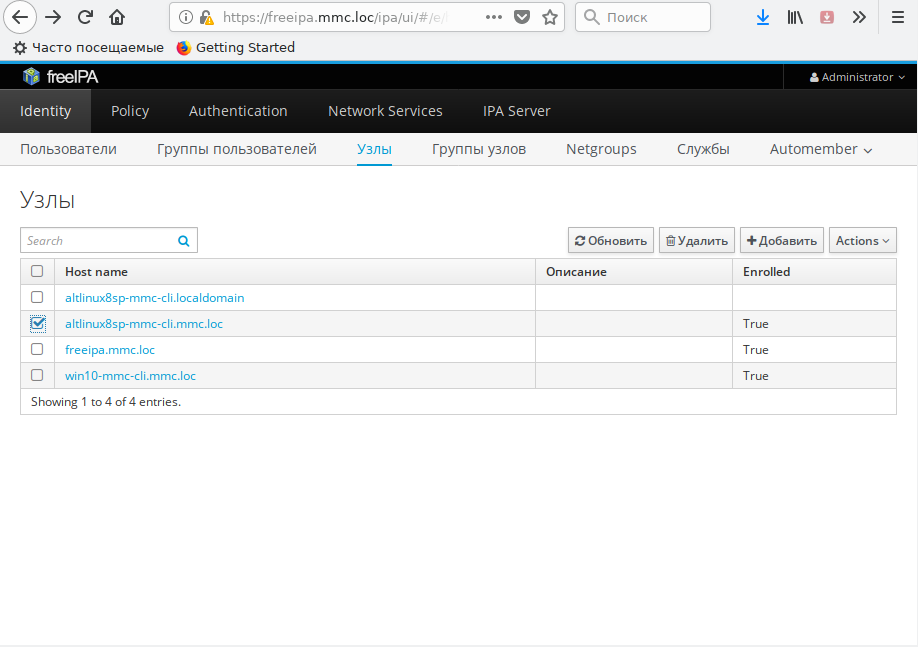 https://freeipa.mmc.loc/ipa/ui/#/e/
Поиск
Часто посещаемые Getting Started
freeIPA Administrator
Identity Policy Authentication Network Services IPA Server
Пользователи Группы пользователей Узлы Группы узлов Netgroups Службы Automember
Узлы
Search Обновить Удалить Добавить Actions
Host name Описание Enrolled
altlinux8sp-mmc-cli.localdomain
altlinux8sp-mmc-cli.mmc.loc True
freeipa.mmc.loc True
win10-mmc-cli.mmc.loc True
Showing 1 to 4 of 4 entries.